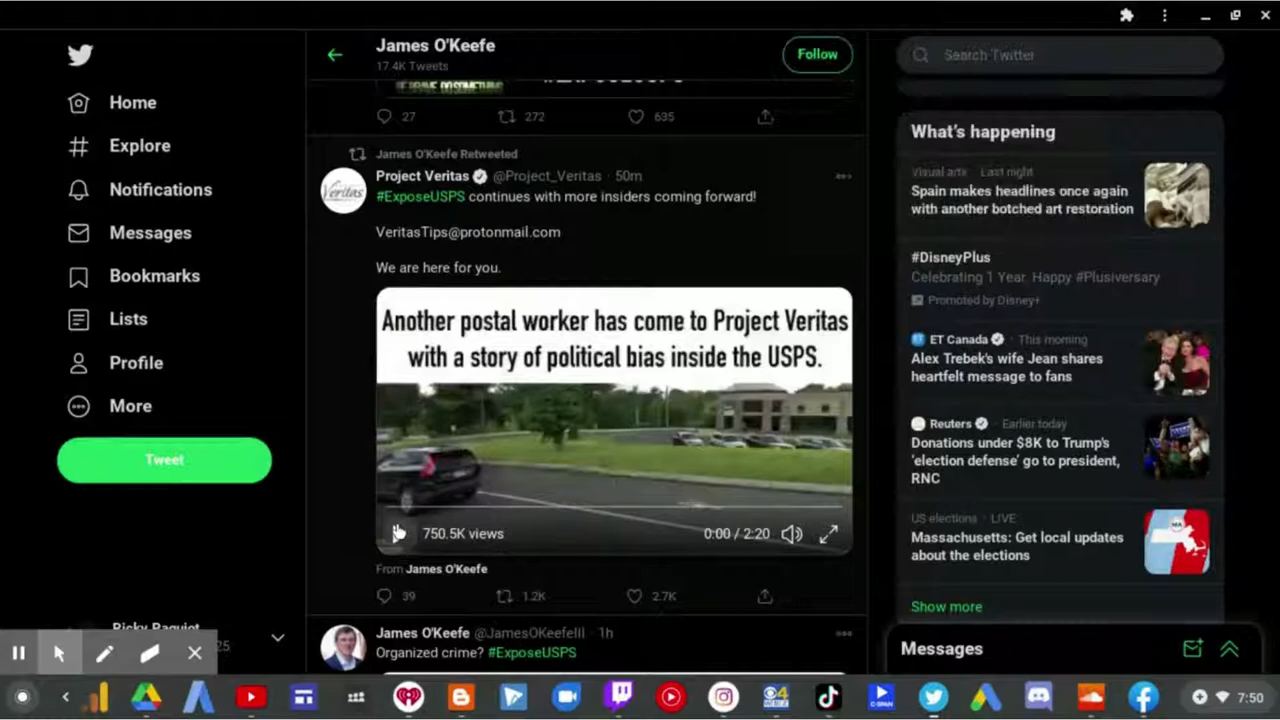 Home
Explore
Notifications
Messages
Bookmarks
Lists
Profile
More
Tweet
James O'Keefe
17.4K Tweets
Follow
27 272 635
James O'Keefe Retweeted
Project Veritas @Project_Veritas · 50m
#ExposeUSPS continues with more insiders coming forward!
VeritasTips@protonmail.com
We are here for you.
Veritas
Another postal worker has come to Project Veritas
with a story of political bias inside the USPS.
750.5K views 0:00 / 2:20
From James O'Keefe
39 1.2K 2.7K
James O'Keefe @JamesOKeefeIII · 1h
Organized crime? #ExposeUSPS
Search Twitter
What's happening
Visual arts · Last night
Spain makes headlines once again
with another botched art restoration
#DisneyPlus
Celebrating 1 Year. Happy #Plusiversary
Promoted by Disney+
ET Canada · This morning
Alex Trebek's wife Jean shares
heartfelt message to fans
Reuters · Earlier today
Donations under $8K to Trump's
'election defense' go to president,
RNC
US elections · LIVE
Massachusetts: Get local updates
about the elections
Show more
Messages
7:50